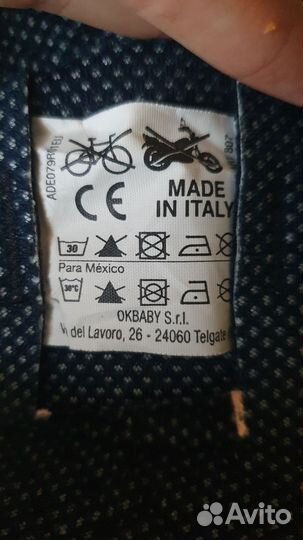 CE
MADE
IN ITALY
30
Para México
30°C
OKBABY S.r.l.
del Lavoro, 26 - 24060 Telgate
Avito